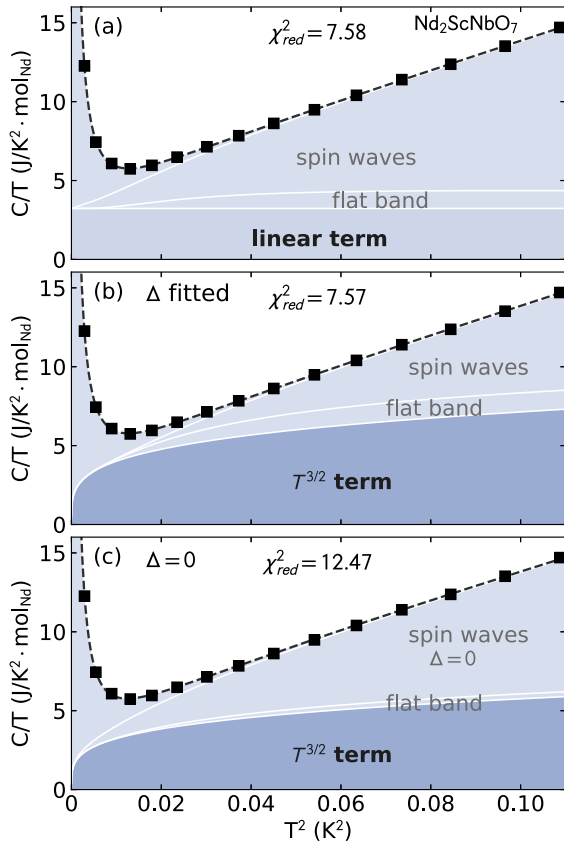 (a) χ²red = 7.58 Nd₂ScNbO₇
15
10
5
0
C/T (J/K²·molNd)
spin waves
flat band
linear term
(b) Δ fitted χ²red = 7.57
15
10
5
0
C/T (J/K²·molNd)
spin waves
flat band
T³/² term
(c) Δ = 0 χ²red = 12.47
15
10
5
0
C/T (J/K²·molNd)
spin waves
Δ = 0
flat band
T³/² term
0 0.02 0.04 0.06 0.08 0.10
T² (K²)